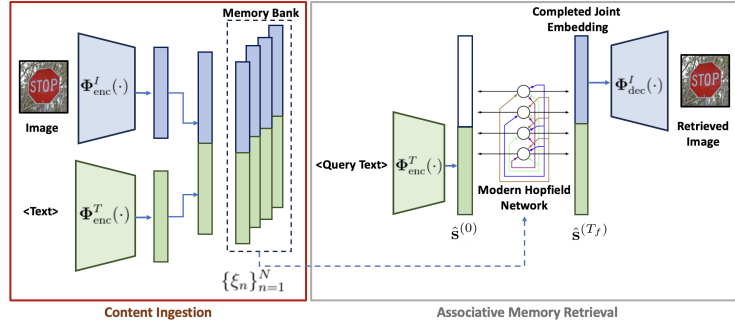 Memory Bank
Φ^I_enc(·)
STOP
Image
<Text>
Φ^T_enc(·)
{ξ_n}^N_{n=1}
Content Ingestion
Completed Joint
Embedding
Φ^I_dec(·)
STOP
Retrieved
Image
<Query Text>
Φ^T_enc(·)
Modern Hopfield
Network
ŝ^(0)
ŝ^(T_f)
Associative Memory Retrieval